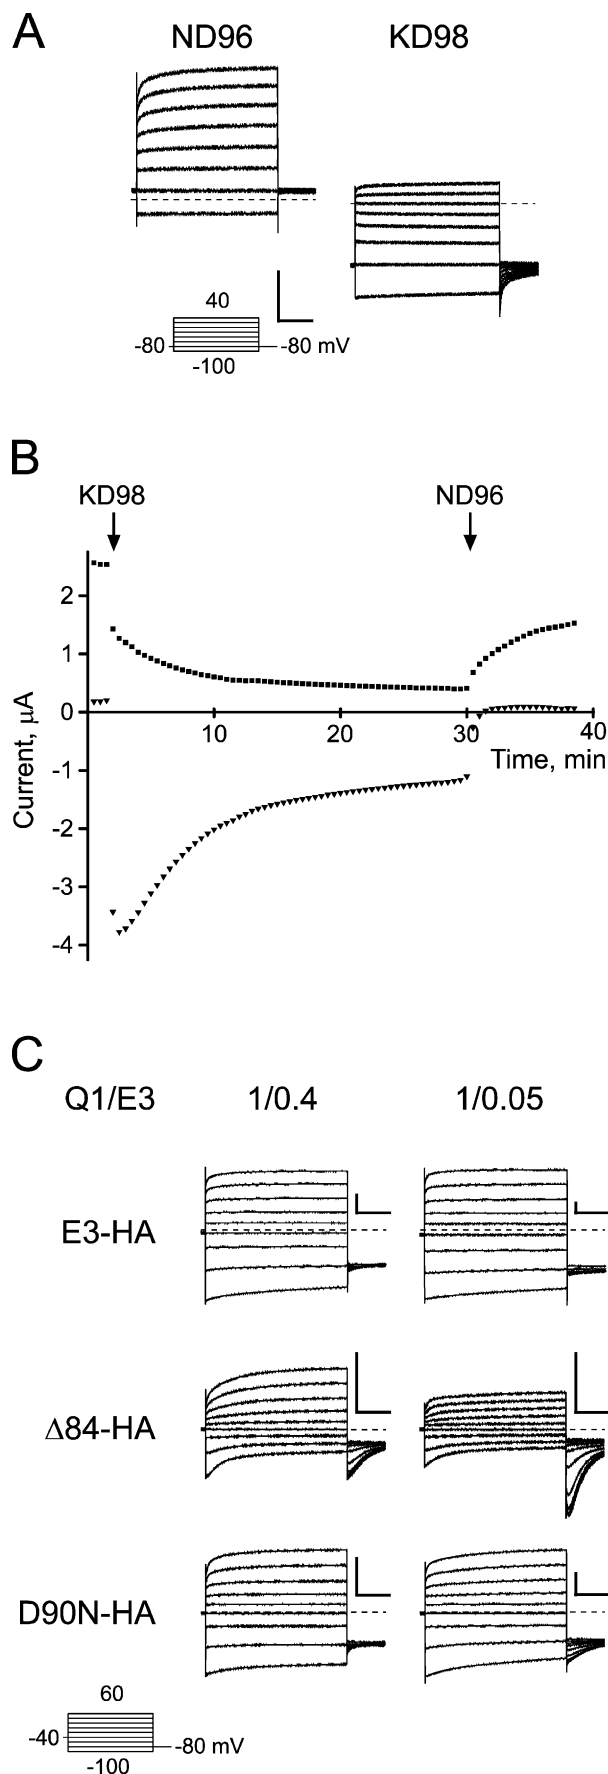 A
ND96 KD98
40
-80 -80 mV
-100
B
KD98 ND96
2
1
0
10 20 30 40
Time, min
-1
-2
-3
-4
Current, μA
C
Q1/E3 1/0.4 1/0.05
E3-HA
Δ84-HA
D90N-HA
60
-40 -80 mV
-100